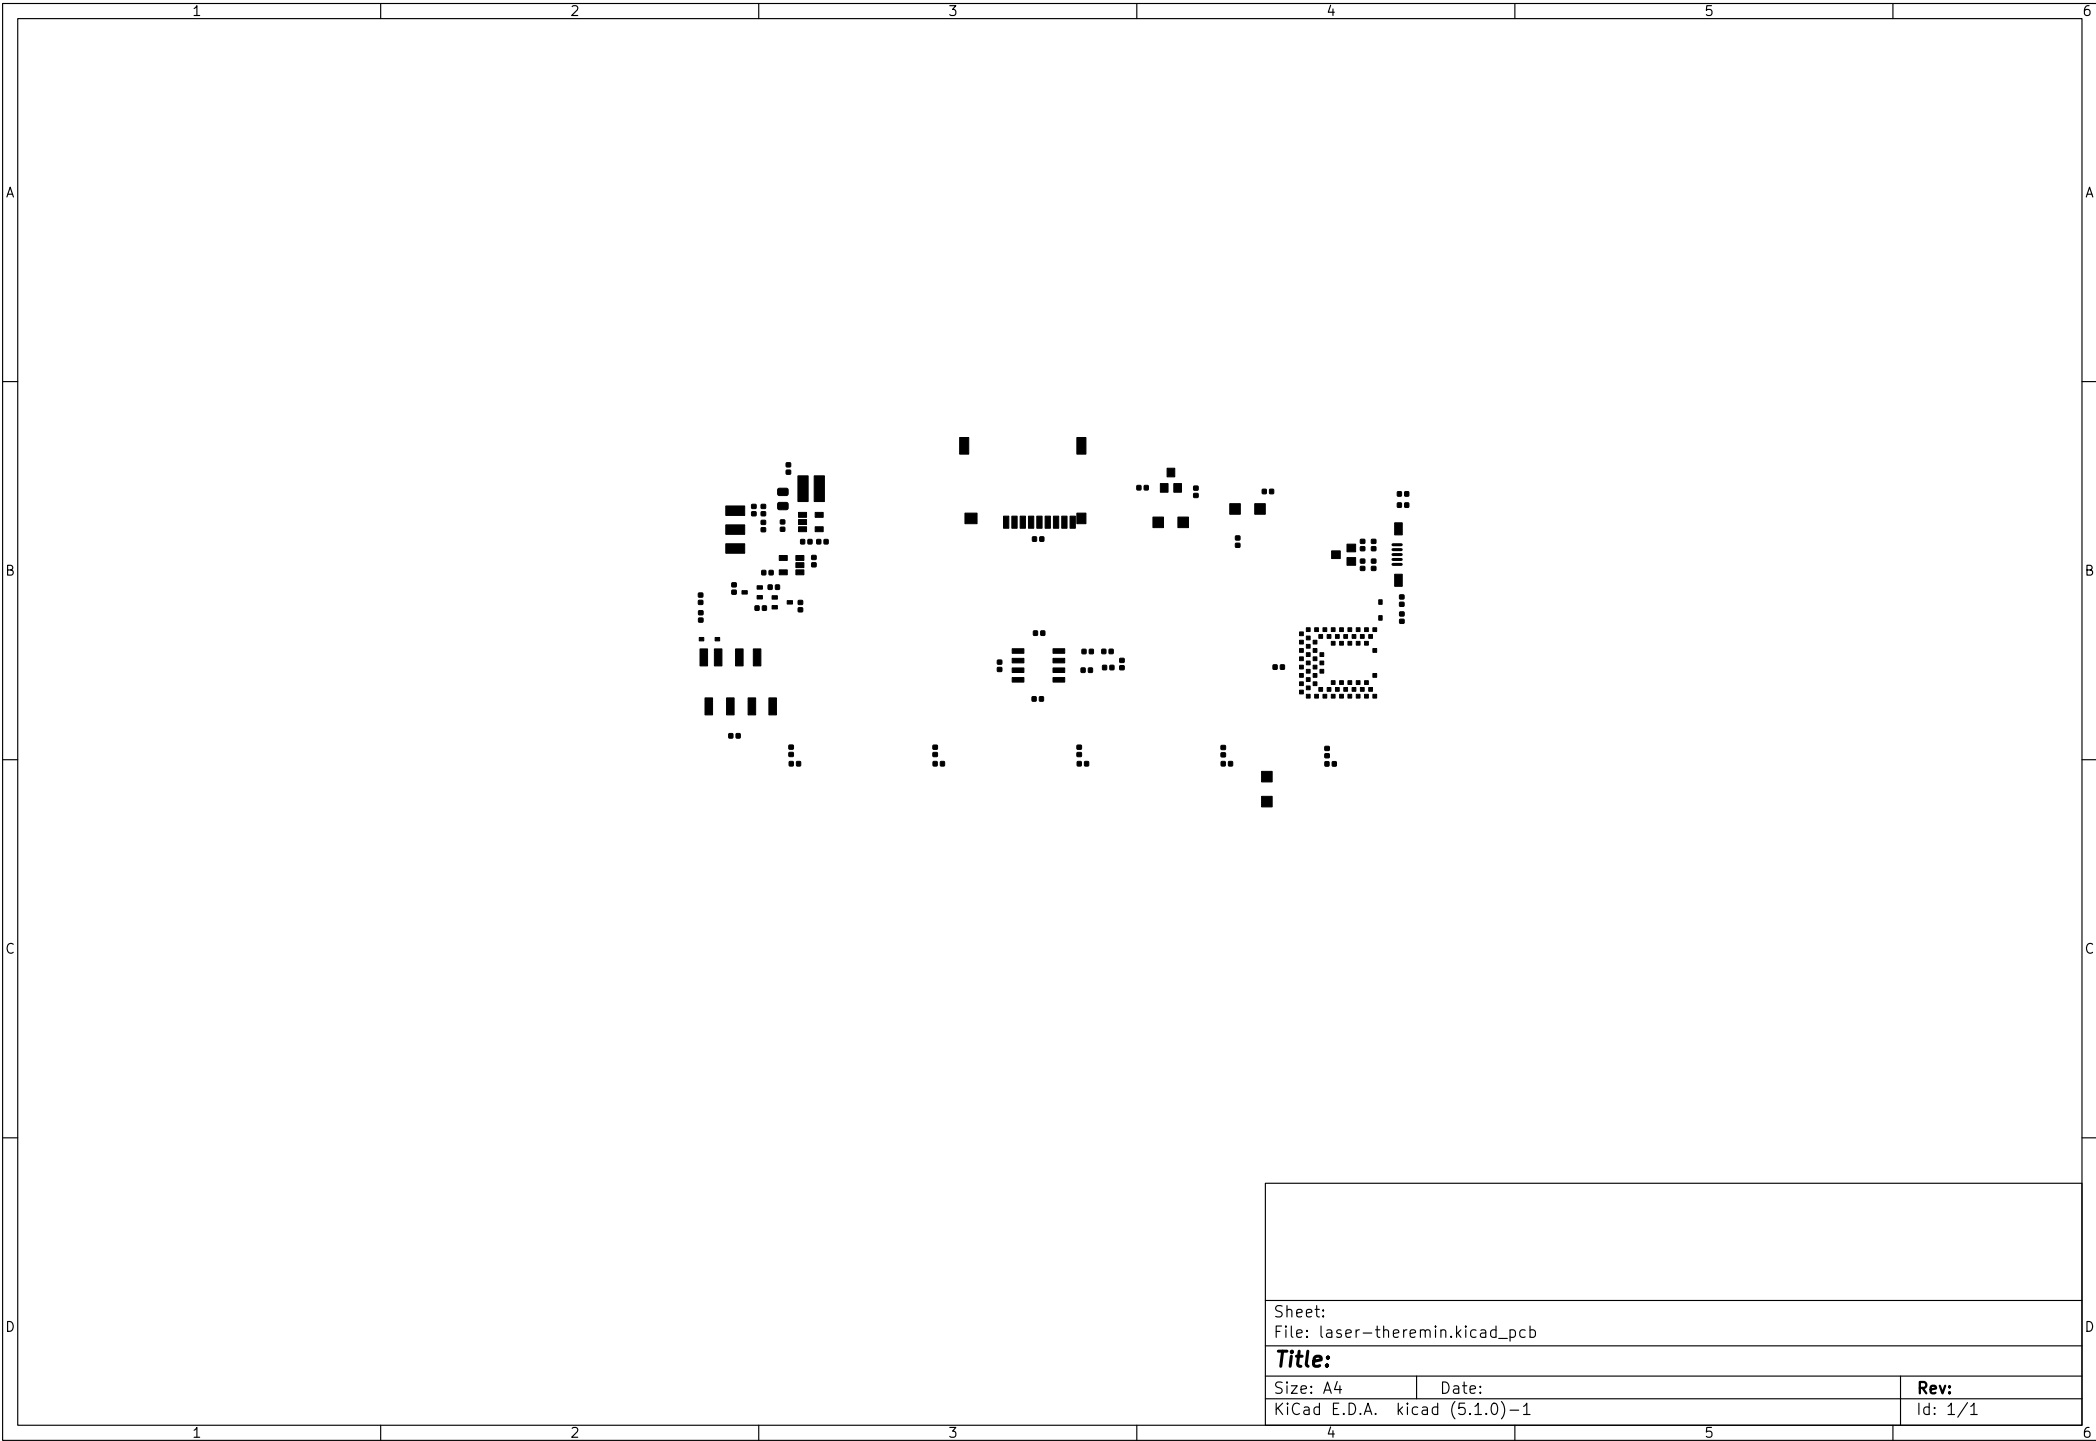 1 2 3 4 5 6
A A
B B
C C
D D
Sheet:
File: laser-theremin.kicad_pcb
Title:
Size: A4 Date: Rev:
KiCad E.D.A. kicad (5.1.0)-1 Id: 1/1
1 2 3 4 5 6